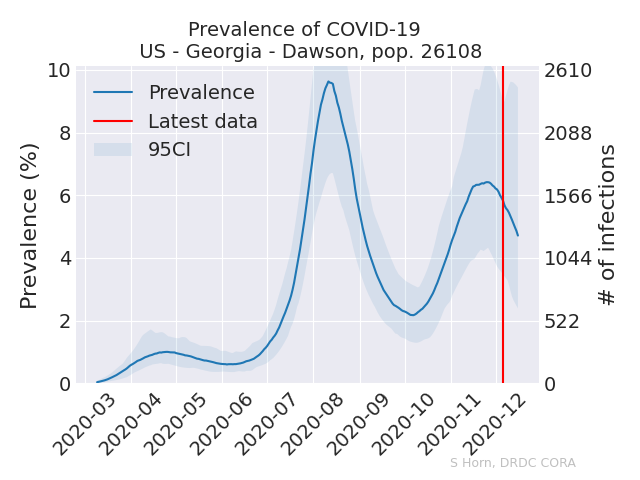 Prevalence of COVID-19
US - Georgia - Dawson, pop. 26108
Prevalence (%)
10
8
6
4
2
0
Prevalence
Latest data
95CI
2610
2088
1566
1044
522
0
# of infections
2020-03
2020-04
2020-05
2020-06
2020-07
2020-08
2020-09
2020-10
2020-11
2020-12
S Horn, DRDC CORA